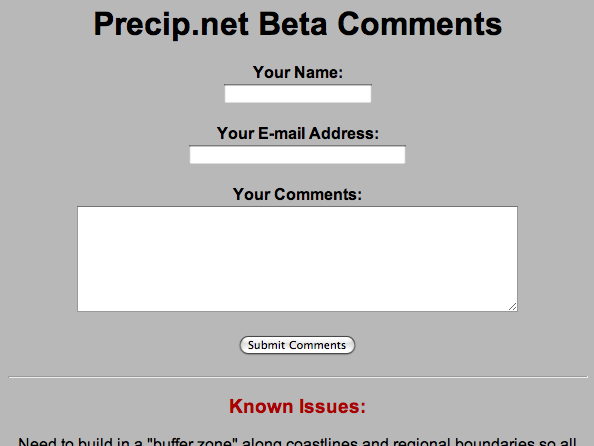 Precip.net Beta Comments
Your Name:
Your E-mail Address:
Your Comments:
Submit Comments
Known Issues:
Need to build in a "buffer zone" along coastlines and regional boundaries so all